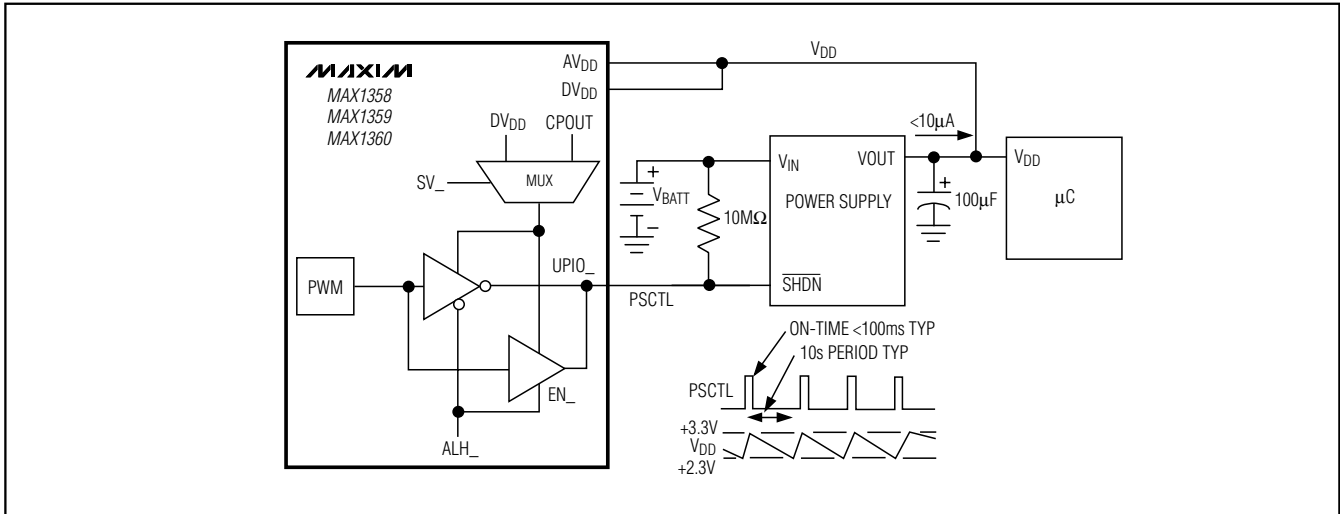 MAXIM
MAX1358
MAX1359
MAX1360
AVDD
DVDD
VDD
DVDD CPOUT
SV_
MUX
PWM
UPIO_
EN_
ALH_
PSCTL
+
VBATT
−
10MΩ
VIN
VOUT
POWER SUPPLY
SHDN
<10µA
+
100µF
VDD
µC
ON-TIME <100ms TYP
10s PERIOD TYP
PSCTL
+3.3V
VDD
+2.3V